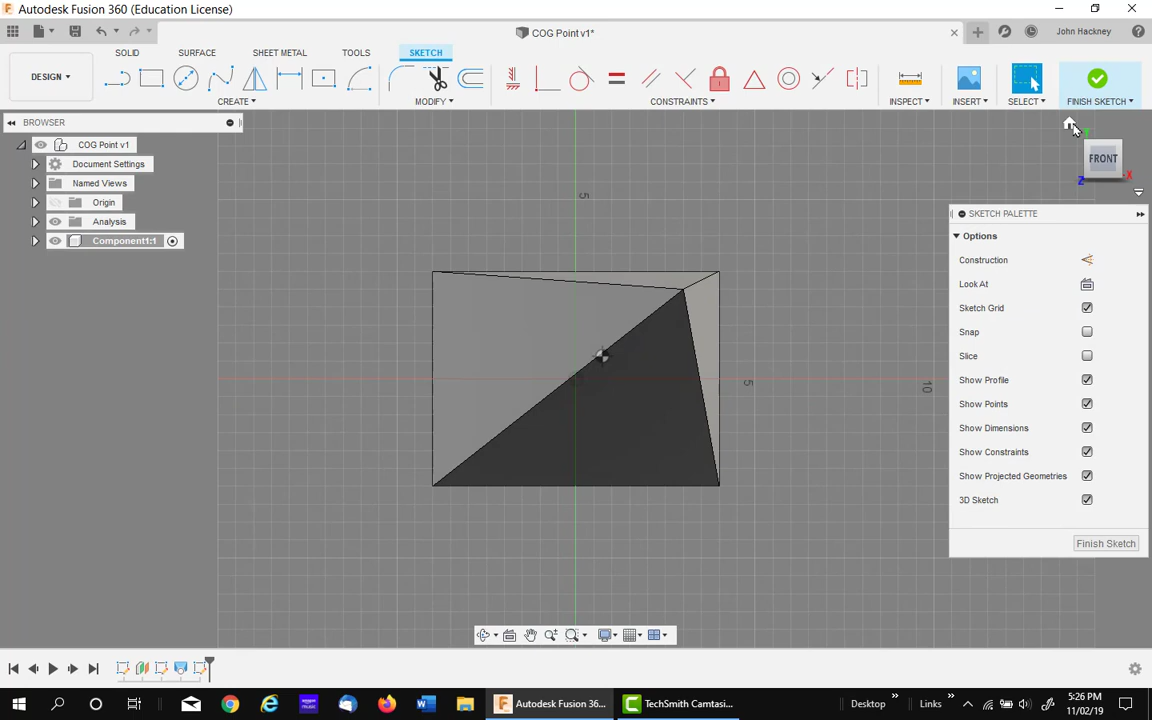 Autodesk Fusion 360 (Education License)
COG Point v1*
John Hackney
DESIGN
SOLID
SURFACE
SHEET METAL
TOOLS
SKETCH
CREATE
MODIFY
CONSTRAINTS
INSPECT
INSERT
SELECT
FINISH SKETCH
BROWSER
COG Point v1
Document Settings
Named Views
Origin
Analysis
Component1:1
Y
FRONT
X
Z
5
5
10
SKETCH PALETTE
Options
Construction
Look At
Sketch Grid
Snap
Slice
Show Profile
Show Points
Show Dimensions
Show Constraints
Show Projected Geometries
3D Sketch
Finish Sketch
Autodesk Fusion 36...
TechSmith Camtasi...
Desktop
Links
5:26 PM
11/02/19